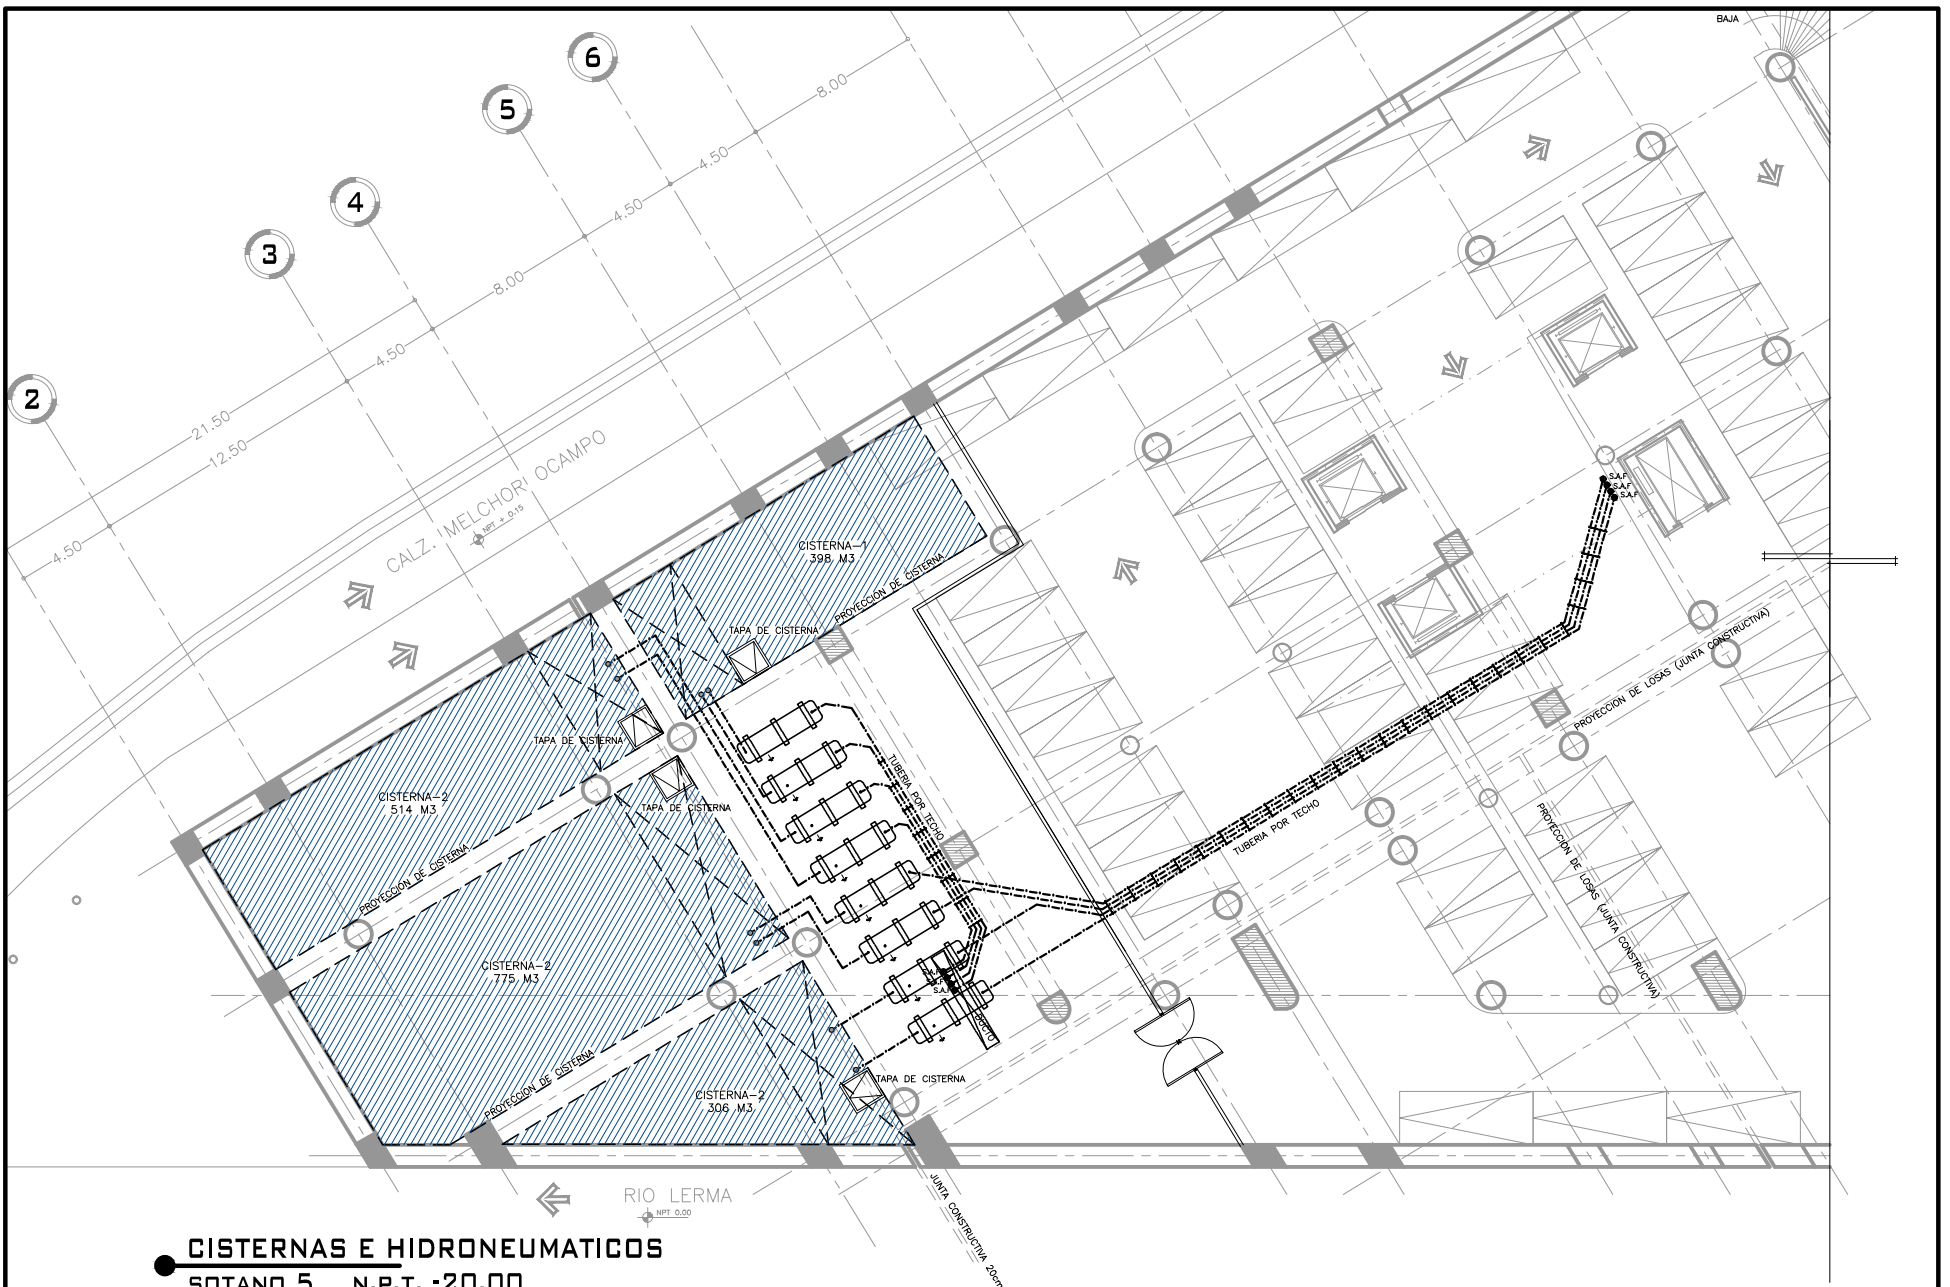 BAJA
6
5
4
3
2
8.00
4.50
4.50
8.00
4.50
21.50
12.50
4.50
CALZ. MELCHOR OCAMPO
NPT + 0.15
CISTERNA-1
398 M3
PROYECCION DE CISTERNA
TAPA DE CISTERNA
S.A.F
S.A.F
S.A.F
PROYECCION DE LOSAS (JUNTA CONSTRUCTIVA)
TAPA DE CISTERNA
TUBERIA POR TECHO
CISTERNA-2
514 M3
TAPA DE CISTERNA
TUBERIA POR TECHO
PROYECCION DE LOSAS (JUNTA CONSTRUCTIVA)
PROYECCION DE CISTERNA
CISTERNA-2
775 M3
S.A.F
S.A.F
S.A.F
DUCTO
PROYECCION DE CISTERNA
CISTERNA-2
306 M3
TAPA DE CISTERNA
RIO LERMA
NPT 0.00
JUNTA CONSTRUCTIVA 20cm
CISTERNAS E HIDRONEUMATICOS
SOTANO 5 N.P.T. -20.00